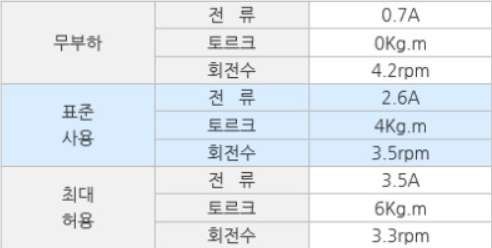 무부하
전 류 0.7A
토르크 0Kg.m
회전수 4.2rpm
표준
사용
전 류 2.6A
토르크 4Kg.m
회전수 3.5rpm
최대
허용
전 류 3.5A
토르크 6Kg.m
회전수 3.3rpm